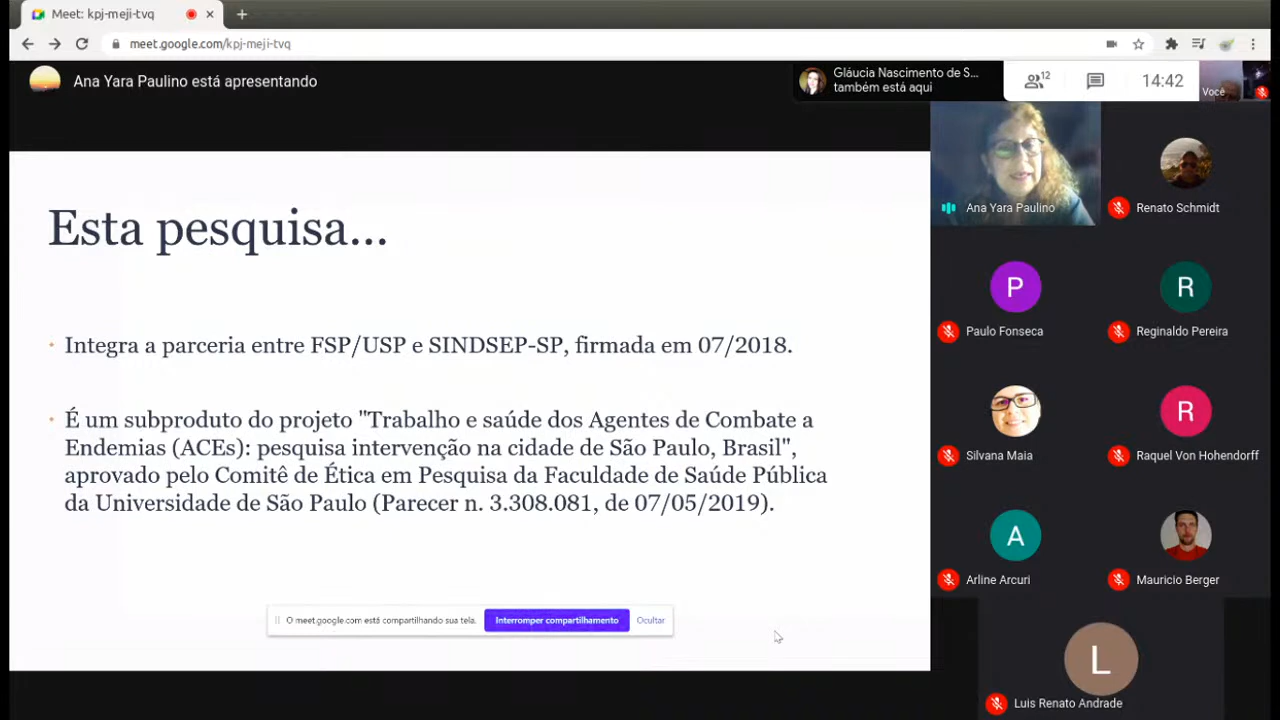 Meet: kpj-meji-tvq
meet.google.com/kpj-meji-tvq
Ana Yara Paulino está apresentando
Gláucia Nascimento de S...
também está aqui
12
14:42
Você
Esta pesquisa...
• Integra a parceria entre FSP/USP e SINDSEP-SP, firmada em 07/2018.
• É um subproduto do projeto "Trabalho e saúde dos Agentes de Combate a
Endemias (ACEs): pesquisa intervenção na cidade de São Paulo, Brasil",
aprovado pelo Comitê de Ética em Pesquisa da Faculdade de Saúde Pública
da Universidade de São Paulo (Parecer n. 3.308.081, de 07/05/2019).
O meet.google.com está compartilhando sua tela.
Interromper compartilhamento
Ocultar
Ana Yara Paulino
Renato Schmidt
P
Paulo Fonseca
R
Reginaldo Pereira
Silvana Maia
R
Raquel Von Hohendorff
A
Arline Arcuri
Mauricio Berger
L
Luis Renato Andrade